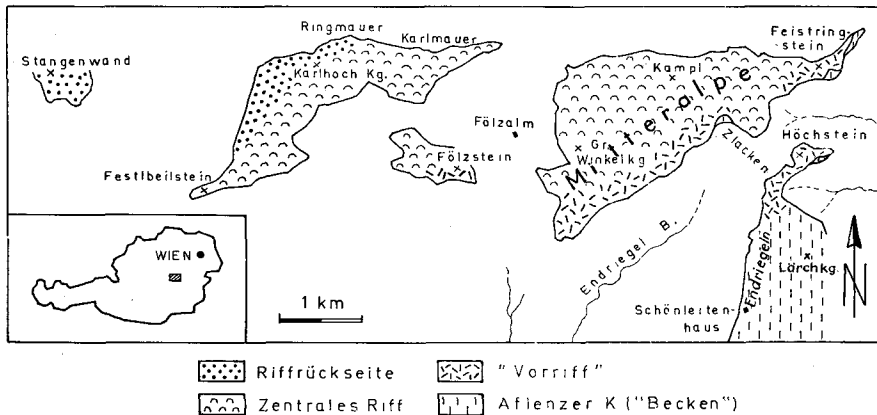 Ringmauer
Karlmauer
Feistring-
stein
Stangenwand
Karlhoch Kg.
Kampl
Mitteralpe
Fölzalm
Höchstein
Zlacken
Gr.
Winkelkg
Fölzstein
Festlbeilstein
WIEN
Endriegel B.
Endriegeln
Lörchkg.
N
1 km
Schönleiten-
haus
Riffrückseite
"Vorriff"
Zentrales Riff
Aflenzer K ("Becken")